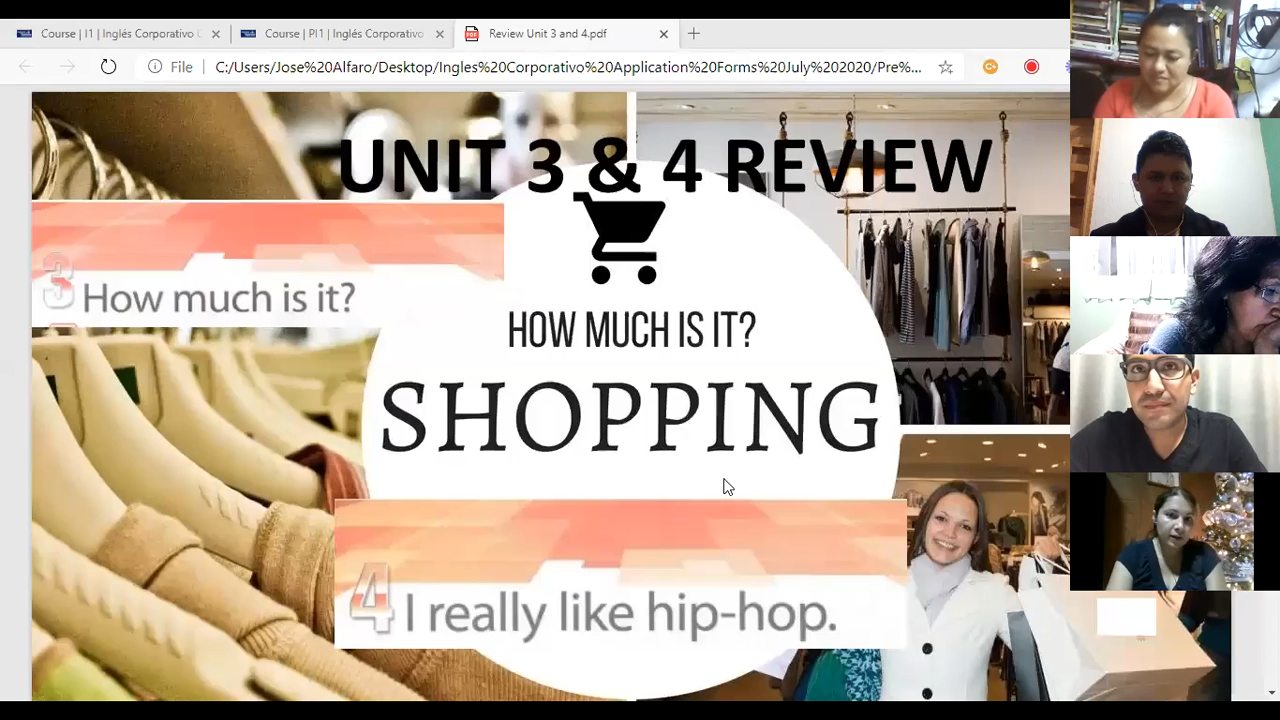 Course | I1 | Inglés Corporativo
Course | PI1 | Inglés Corporativo
Review Unit 3 and 4.pdf
File
C:/Users/Jose%20Alfaro/Desktop/Ingles%20Corporativo%20Application%20Forms%20July%202020/Pre%...
UNIT 3 & 4 REVIEW
3 How much is it?
HOW MUCH IS IT?
SHOPPING
4 I really like hip-hop.